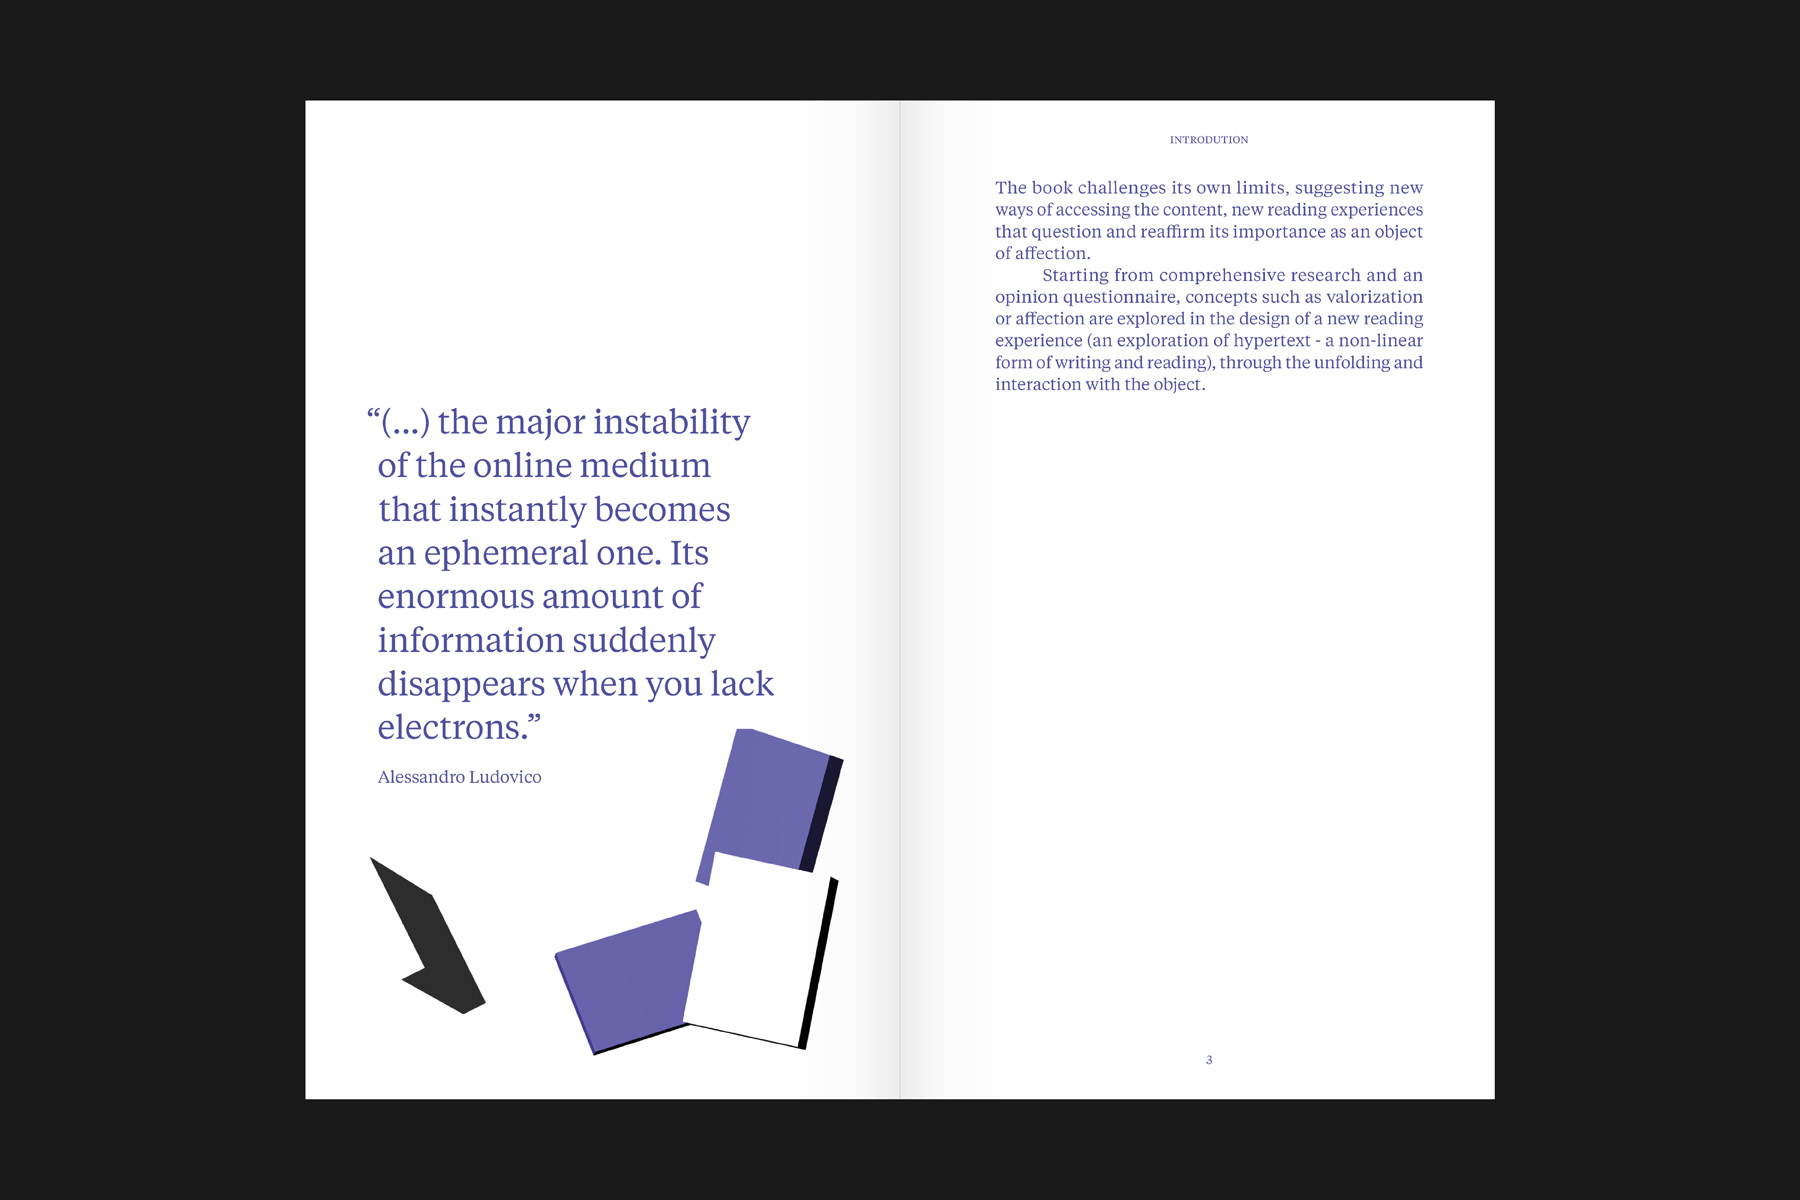 “(...) the major instability
of the online medium
that instantly becomes
an ephemeral one. Its
enormous amount of
information suddenly
disappears when you lack
electrons.”
Alessandro Ludovico
INTRODUTION
The book challenges its own limits, suggesting new
ways of accessing the content, new reading experiences
that question and reaffirm its importance as an object
of affection.
Starting from comprehensive research and an
opinion questionnaire, concepts such as valorization
or affection are explored in the design of a new reading
experience (an exploration of hypertext - a non-linear
form of writing and reading), through the unfolding and
interaction with the object.
3